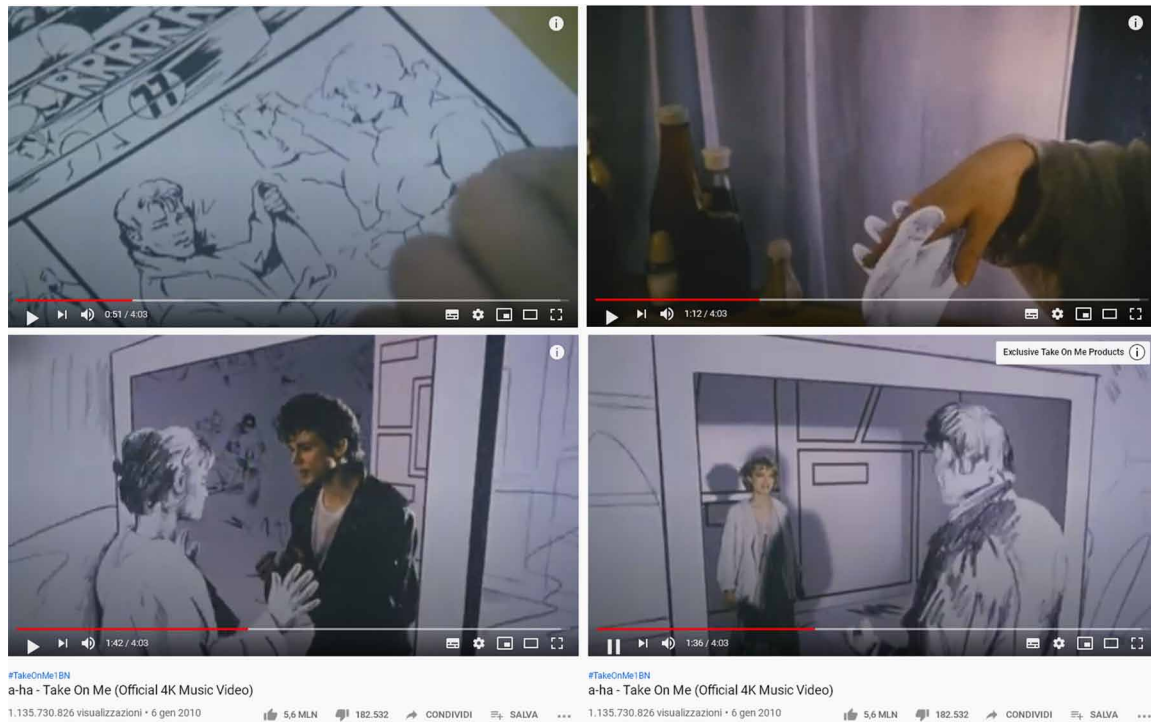 RRRRR
77
0:51 / 4:03
1:12 / 4:03
Exclusive Take On Me Products
1:42 / 4:03
1:36 / 4:03
#TakeOnMe1BN
a-ha - Take On Me (Official 4K Music Video)
1.135.730.826 visualizzazioni • 6 gen 2010
5,6 MLN 182.532 CONDIVIDI SALVA ...
#TakeOnMe1BN
a-ha - Take On Me (Official 4K Music Video)
1.135.730.826 visualizzazioni • 6 gen 2010
5,6 MLN 182.532 CONDIVIDI SALVA ...